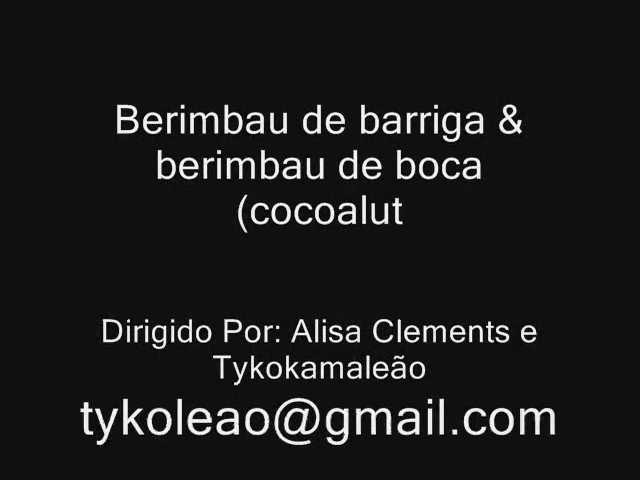 Berimbau de barriga &
berimbau de boca
(cocoalut
Dirigido Por: Alisa Clements e
Tykokamaleão
tykoleao@gmail.com